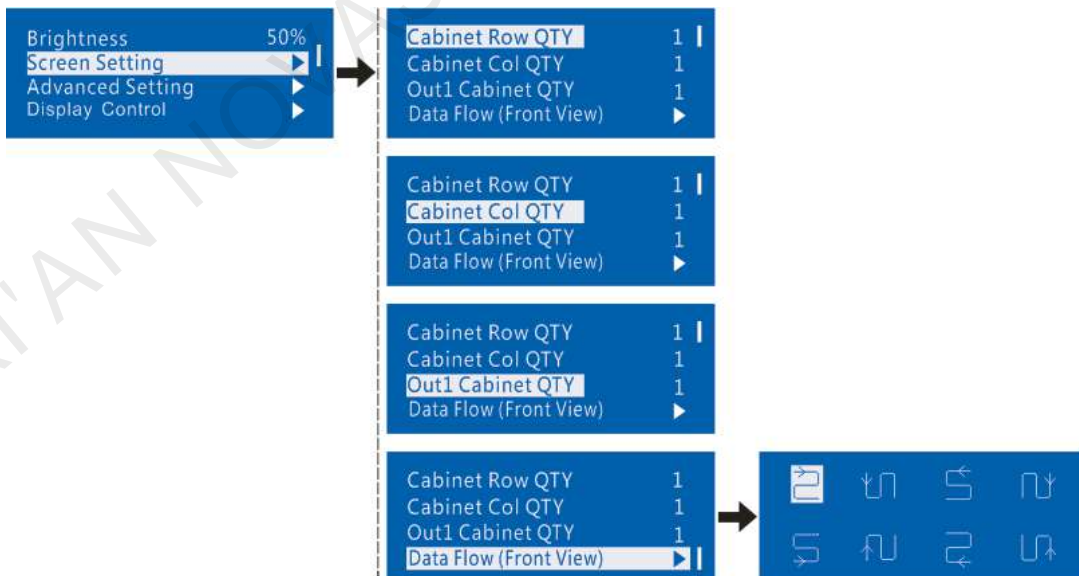 Brightness 50%
Screen Setting
Advanced Setting
Display Control
Cabinet Row QTY 1
Cabinet Col QTY 1
Out1 Cabinet QTY 1
Data Flow (Front View)
Cabinet Row QTY 1
Cabinet Col QTY 1
Out1 Cabinet QTY 1
Data Flow (Front View)
Cabinet Row QTY 1
Cabinet Col QTY 1
Out1 Cabinet QTY 1
Data Flow (Front View)
Cabinet Row QTY 1
Cabinet Col QTY 1
Out1 Cabinet QTY 1
Data Flow (Front View)